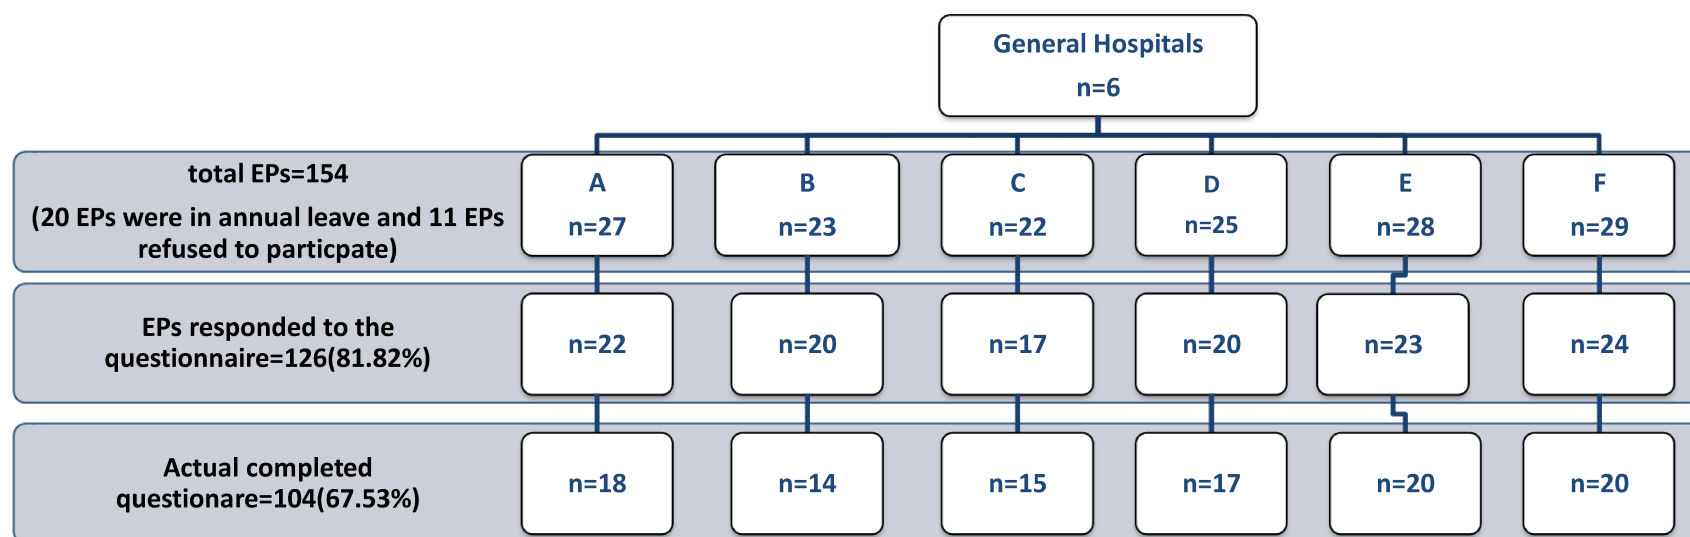 General Hospitals
n=6
total EPs=154
(20 EPs were in annual leave and 11 EPs
refused to particpate)
A
n=27
B
n=23
C
n=22
D
n=25
E
n=28
F
n=29
EPs responded to the
questionnaire=126(81.82%)
n=22
n=20
n=17
n=20
n=23
n=24
Actual completed
questionare=104(67.53%)
n=18
n=14
n=15
n=17
n=20
n=20